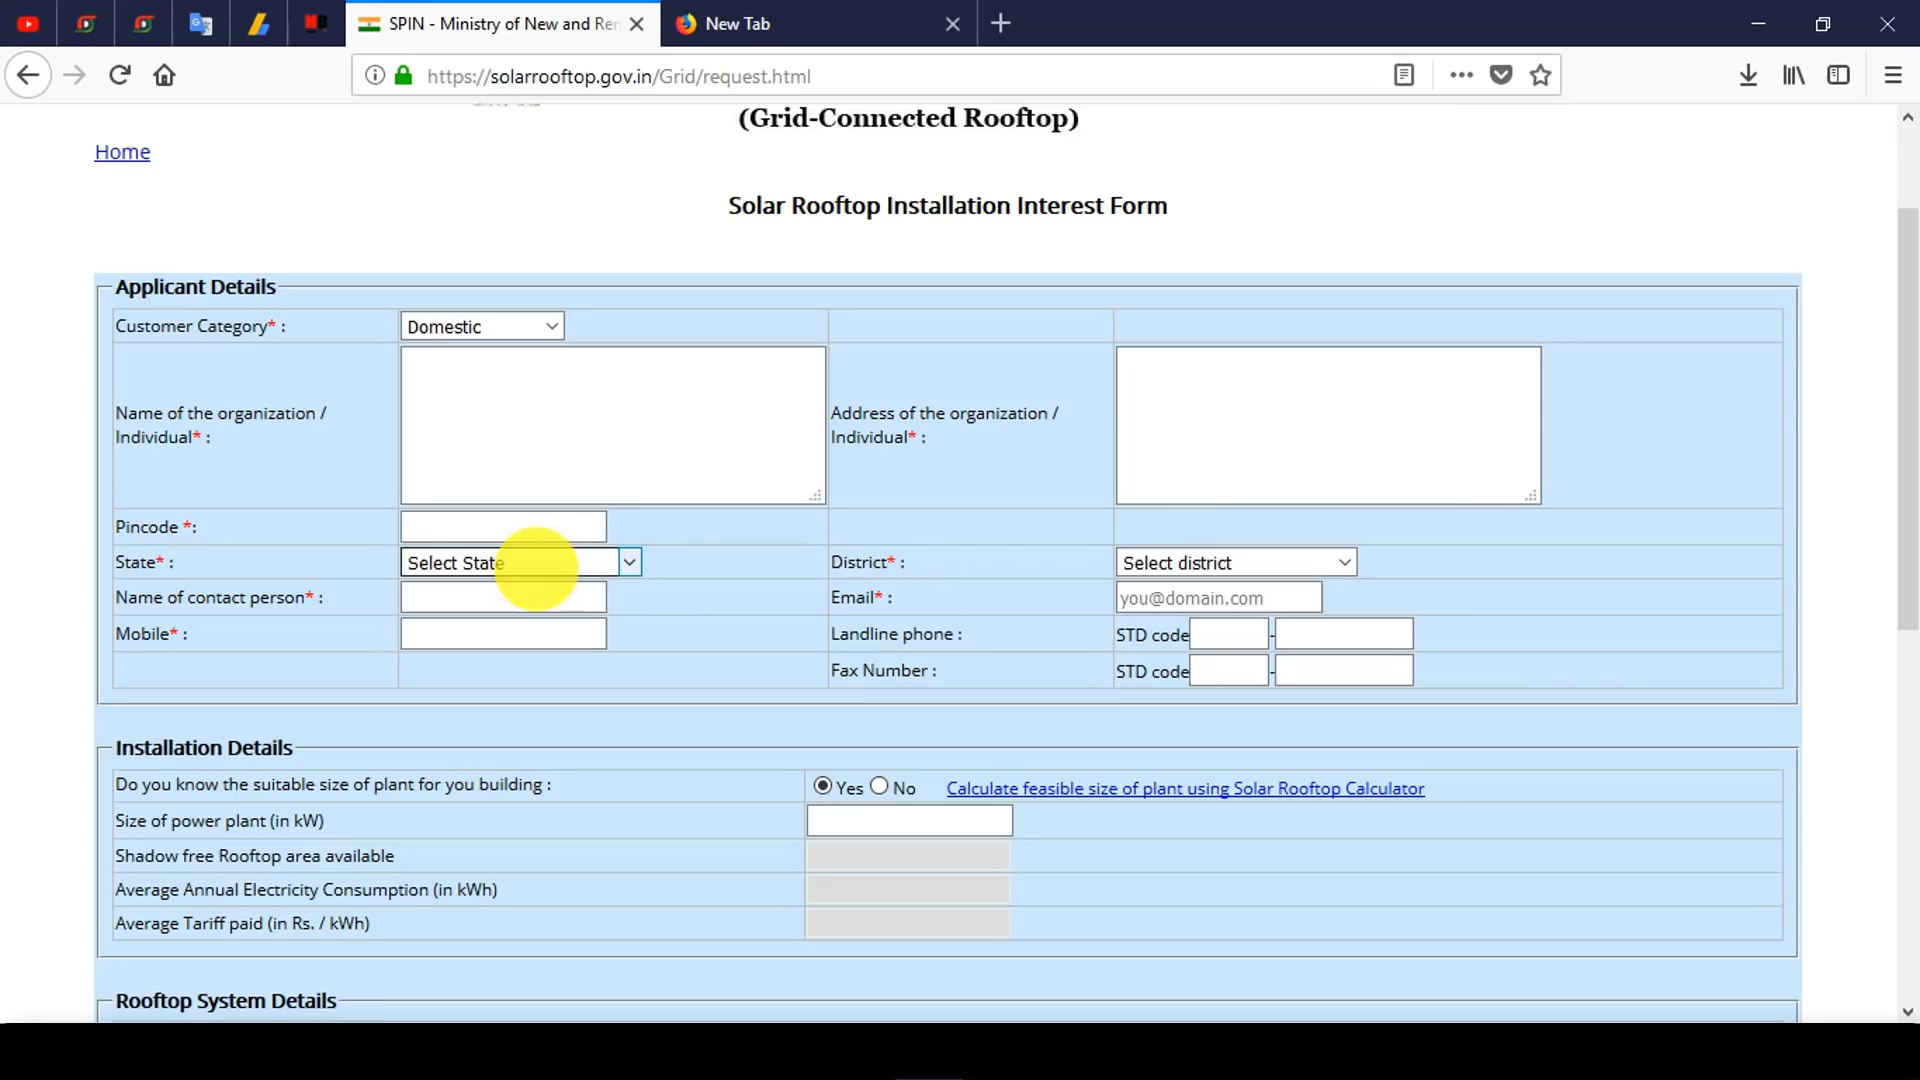 SPIN - Ministry of New and Ren
New Tab
https://solarrooftop.gov.in/Grid/request.html
(Grid-Connected Rooftop)
Home
Solar Rooftop Installation Interest Form
Applicant Details
Customer Category* :
Domestic
Name of the organization /
Individual* :
Address of the organization /
Individual* :
Pincode *:
State* :
Select State
District* :
Select district
Name of contact person* :
Email* :
you@domain.com
Mobile* :
Landline phone :
STD code
-
Fax Number :
STD code
-
Installation Details
Do you know the suitable size of plant for you building :
Yes
No
Calculate feasible size of plant using Solar Rooftop Calculator
Size of power plant (in kW)
Shadow free Rooftop area available
Average Annual Electricity Consumption (in kWh)
Average Tariff paid (in Rs. / kWh)
Rooftop System Details